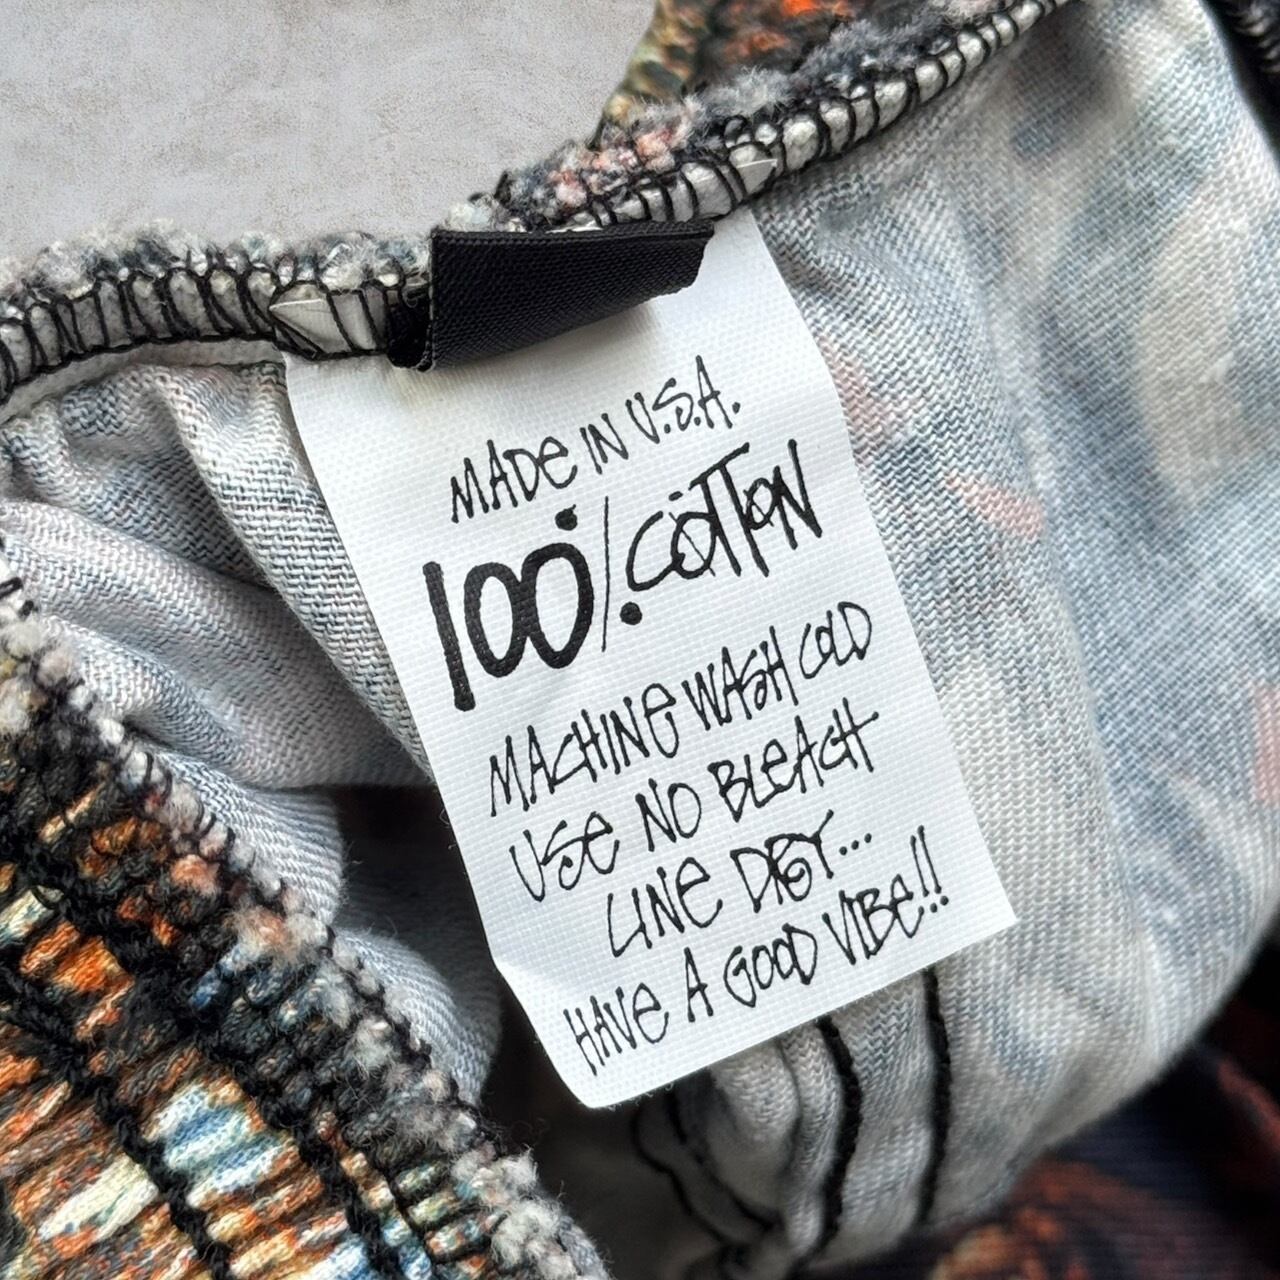 MADE IN U.S.A.
100% COTTON
MACHINE WASH COLD
USE NO BLEACH
LINE DRY...
HAVE A GOOD VIBE!!